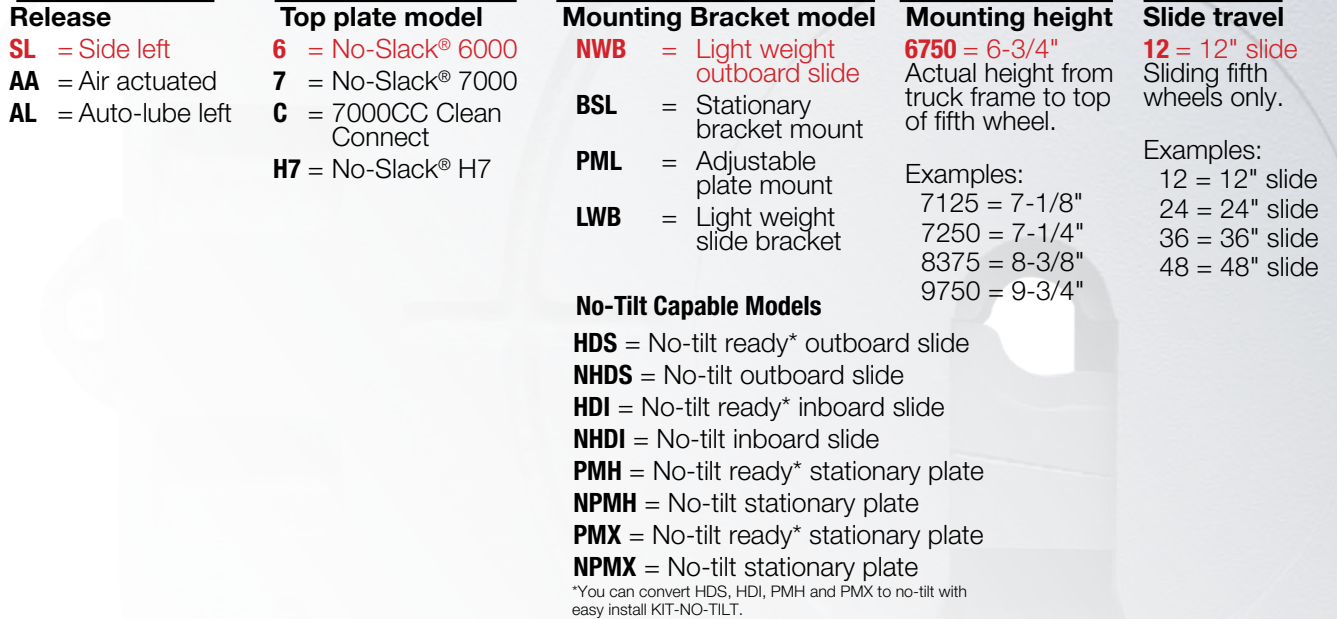 Release
SL = Side left
AA = Air actuated
AL = Auto-lube left
Top plate model
6 = No-Slack® 6000
7 = No-Slack® 7000
C = 7000CC Clean
Connect
H7 = No-Slack® H7
Mounting Bracket model
NWB = Light weight
outboard slide
BSL = Stationary
bracket mount
PML = Adjustable
plate mount
LWB = Light weight
slide bracket
No-Tilt Capable Models
HDS = No-tilt ready* outboard slide
NHDS = No-tilt outboard slide
HDI = No-tilt ready* inboard slide
NHDI = No-tilt inboard slide
PMH = No-tilt ready* stationary plate
NPMH = No-tilt stationary plate
PMX = No-tilt ready* stationary plate
NPMX = No-tilt stationary plate
*You can convert HDS, HDI, PMH and PMX to no-tilt with
easy install KIT-NO-TILT.
Mounting height
6750 = 6-3/4"
Actual height from
truck frame to top
of fifth wheel.
Examples:
7125 = 7-1/8"
7250 = 7-1/4"
8375 = 8-3/8"
9750 = 9-3/4"
Slide travel
12 = 12" slide
Sliding fifth
wheels only.
Examples:
12 = 12" slide
24 = 24" slide
36 = 36" slide
48 = 48" slide